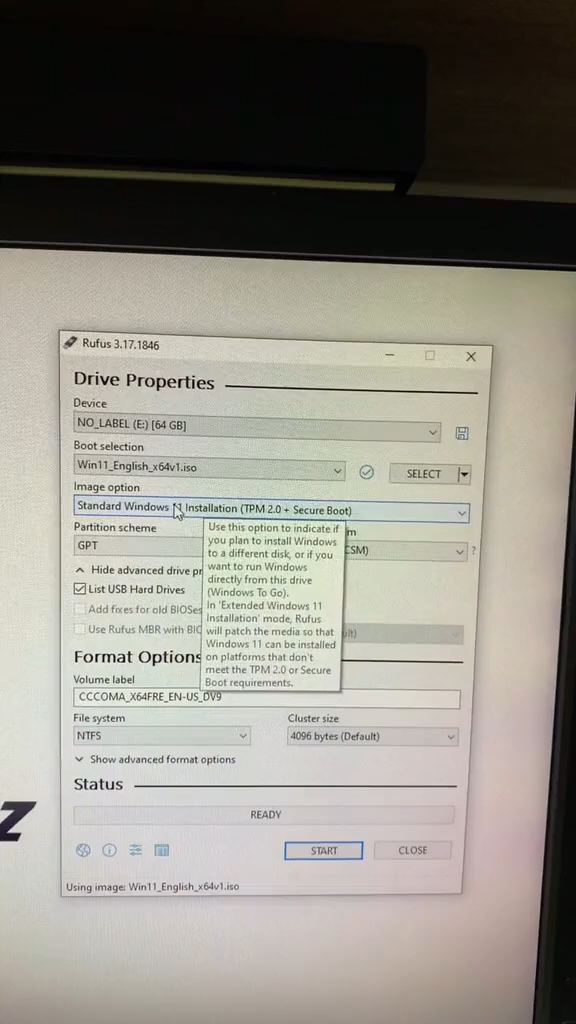 Rufus 3.17.1846
Drive Properties
Device
NO_LABEL (E:) [64 GB]
Boot selection
Win11_English_x64v1.iso
SELECT
Image option
Standard Windows 11 Installation (TPM 2.0 + Secure Boot)
Partition scheme
GPT
CSM)
?
Use this option to indicate if
you plan to install Windows
to a different disk, or if you
want to run Windows
directly from this drive
(Windows To Go).
In 'Extended Windows 11
Installation' mode, Rufus
will patch the media so that
Windows 11 can be installed
on platforms that don't
meet the TPM 2.0 or Secure
Boot requirements.
Hide advanced drive pr
List USB Hard Drives
Add fixes for old BIOSes
Use Rufus MBR with BIO
Format Options
Volume label
CCCOMA_X64FRE_EN-US_DV9
File system
Cluster size
NTFS
4096 bytes (Default)
Show advanced format options
Status
READY
START
CLOSE
Using image: Win11_English_x64v1.iso
Z